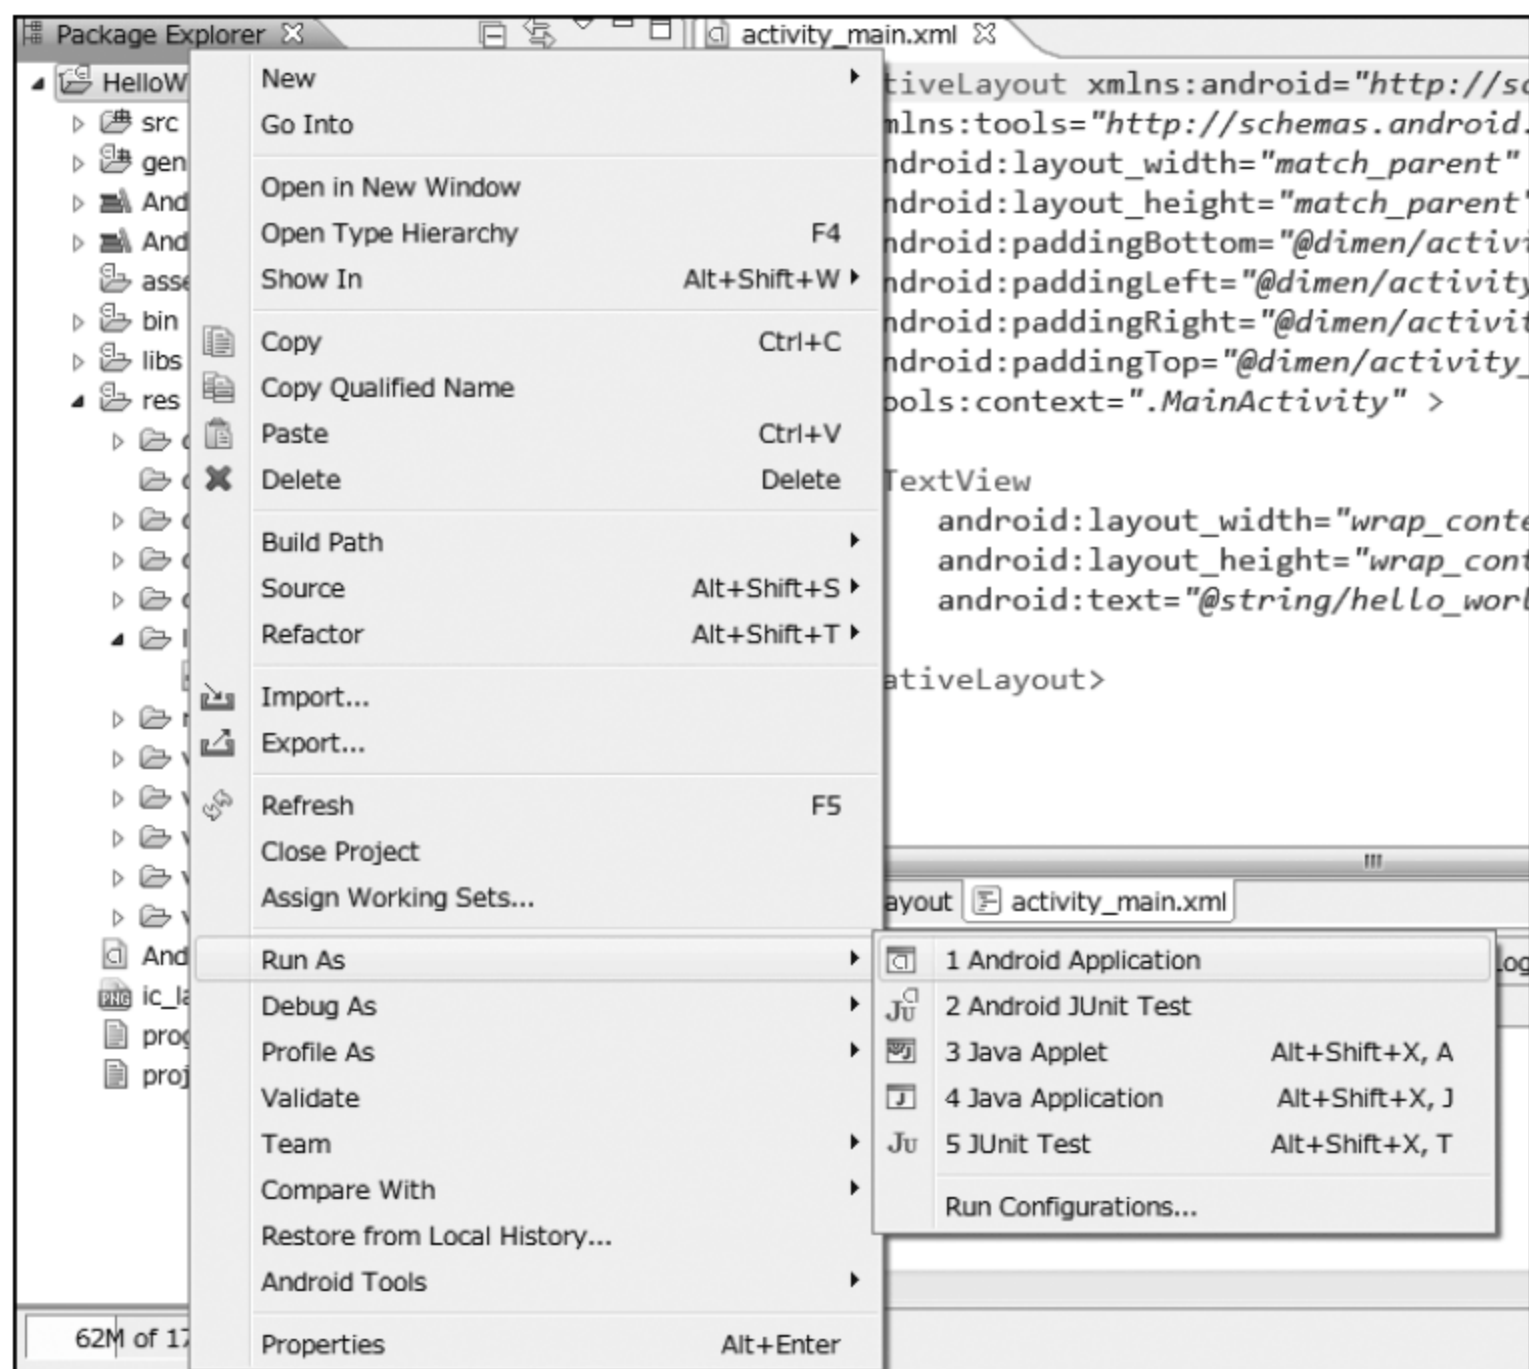 Package Explorer
activity_main.xml
HelloW
src
gen
And
And
asse
bin
libs
res
And
ic_la
prog
proj
62M of 17
New
Go Into
Open in New Window
Open Type Hierarchy F4
Show In Alt+Shift+W
Copy Ctrl+C
Copy Qualified Name
Paste Ctrl+V
Delete Delete
Build Path
Source Alt+Shift+S
Refactor Alt+Shift+T
Import...
Export...
Refresh F5
Close Project
Assign Working Sets...
Run As
Debug As
Profile As
Validate
Team
Compare With
Restore from Local History...
Android Tools
Properties Alt+Enter
tiveLayout xmlns:android="http://sc
mlns:tools="http://schemas.android.
ndroid:layout_width="match_parent"
ndroid:layout_height="match_parent"
ndroid:paddingBottom="@dimen/activi
ndroid:paddingLeft="@dimen/activity
ndroid:paddingRight="@dimen/activit
ndroid:paddingTop="@dimen/activity_
ools:context=".MainActivity" >
TextView
android:layout_width="wrap_conte
android:layout_height="wrap_cont
android:text="@string/hello_worl
ativeLayout>
ayout activity_main.xml
1 Android Application
2 Android JUnit Test
3 Java Applet Alt+Shift+X, A
4 Java Application Alt+Shift+X, J
5 JUnit Test Alt+Shift+X, T
Run Configurations...
Log